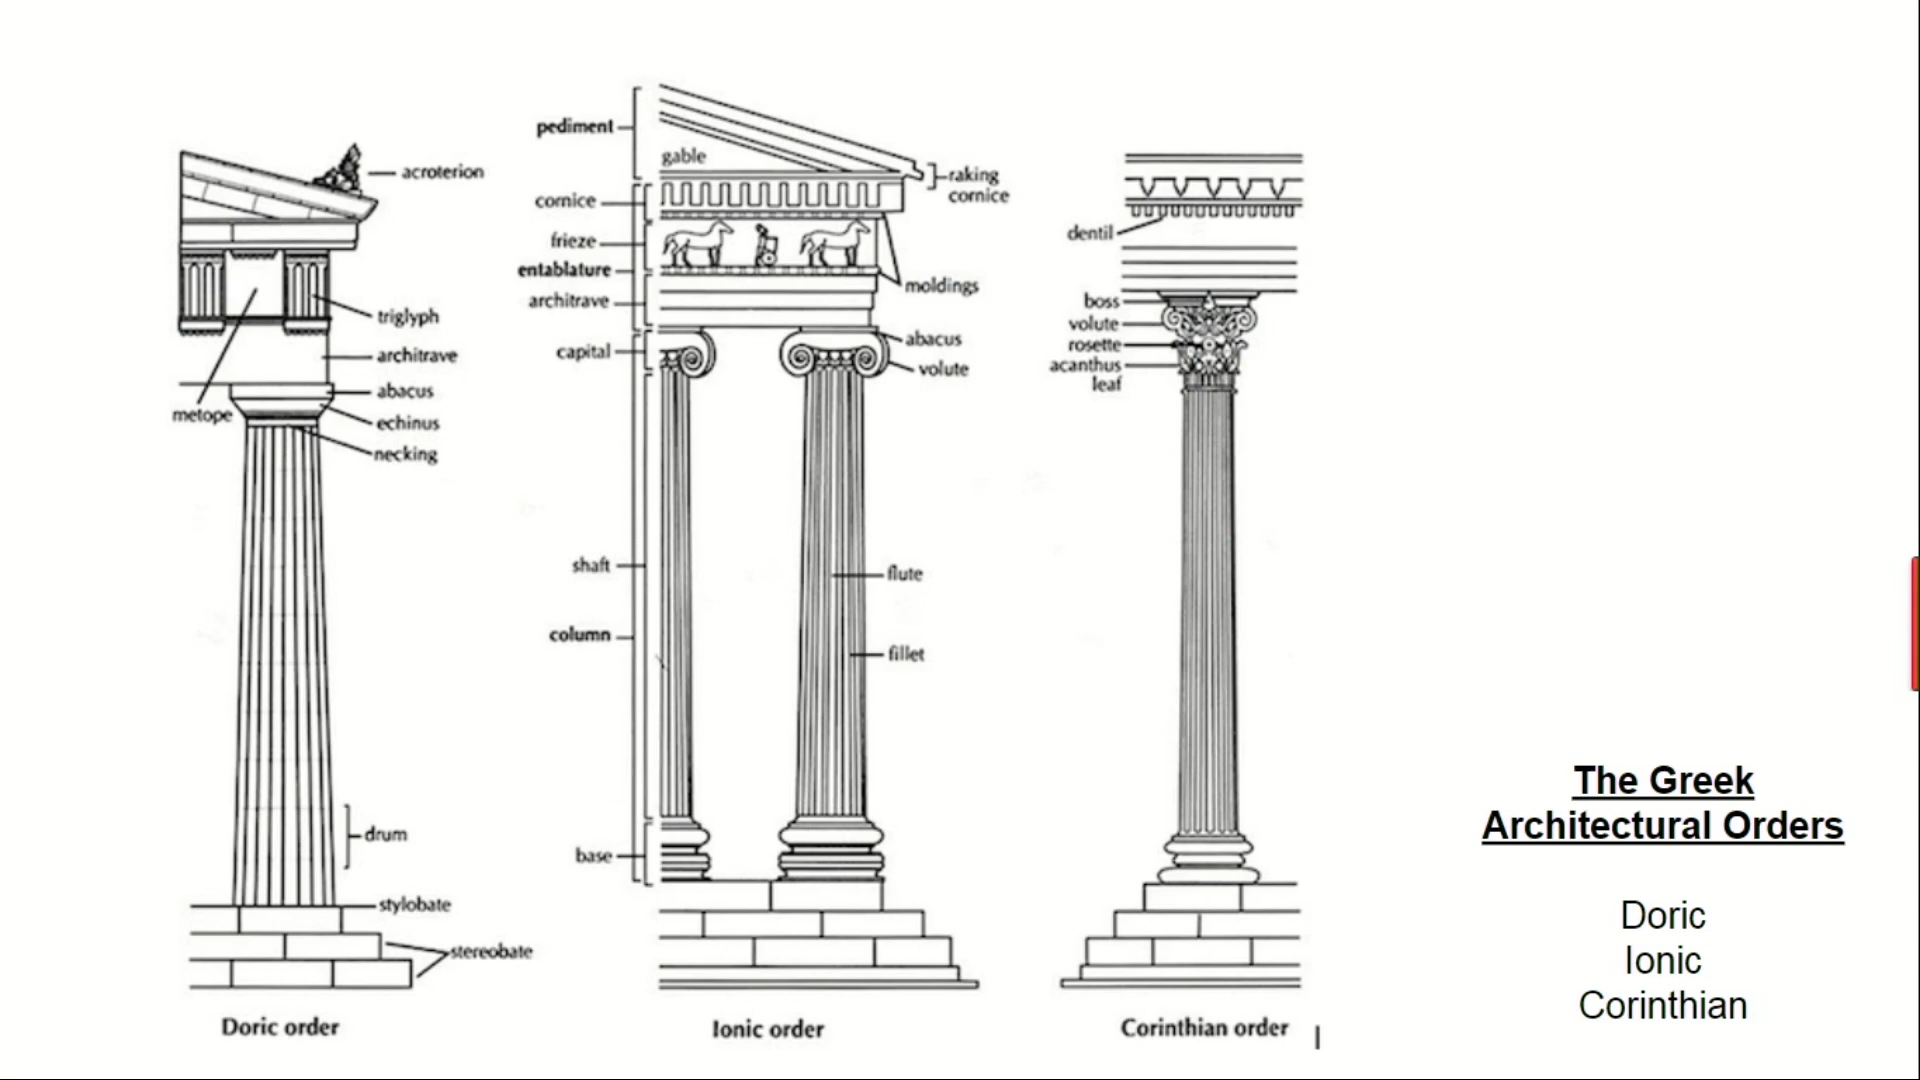 acroterion
triglyph
architrave
abacus
metope
echinus
necking
drum
stylobate
stereobate
Doric order
pediment
gable
raking
cornice
cornice
frieze
entablature
moldings
architrave
abacus
capital
volute
shaft
flute
column
fillet
base
Ionic order
dentil
boss
volute
rosette
acanthus
leaf
Corinthian order
The Greek
Architectural Orders
Doric
Ionic
Corinthian